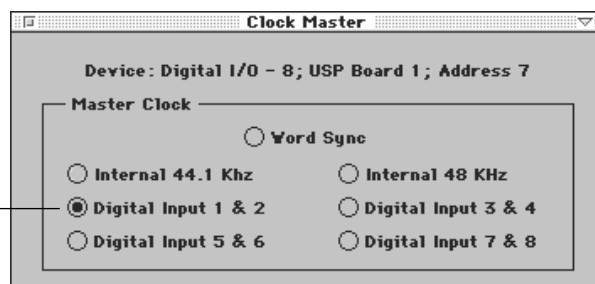 Clock Master
Device: Digital I/O - 8; USP Board 1; Address 7
Master Clock
Word Sync
Internal 44.1 Khz Internal 48 KHz
Digital Input 1 & 2 Digital Input 3 & 4
Digital Input 5 & 6 Digital Input 7 & 8